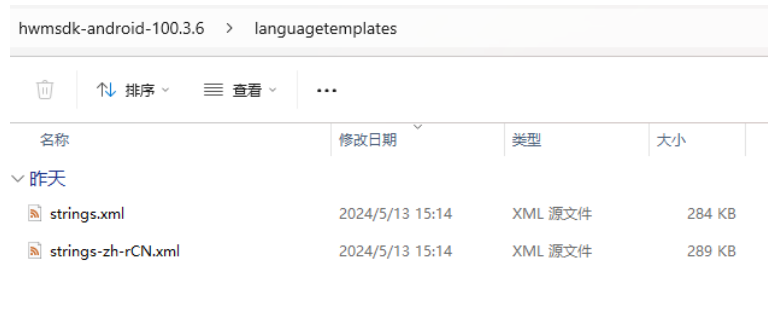 hwmsdk-android-100.3.6 > languagetemplates
排序 查看 ...
名称 修改日期 类型 大小
昨天
strings.xml 2024/5/13 15:14 XML 源文件 284 KB
strings-zh-rCN.xml 2024/5/13 15:14 XML 源文件 289 KB